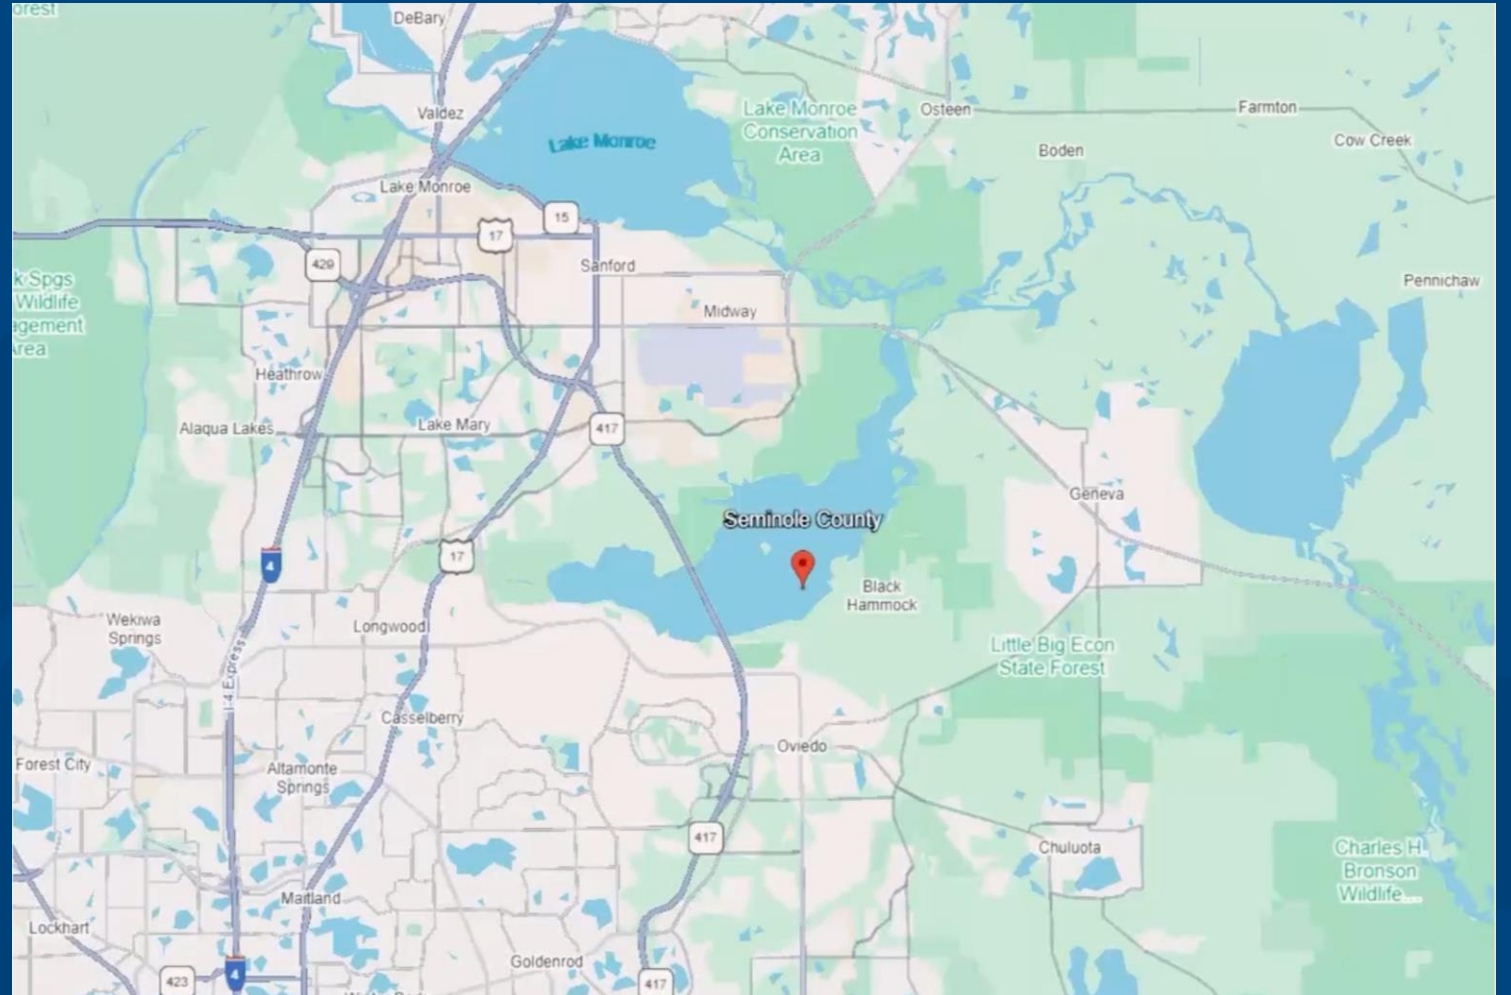 orest
DeBary
Valdez
Lake Monroe
Lake Monroe
Conservation
Area
Osteen
Farmton
Cow Creek
Boden
Lake Monroe
15
17
429
Sanford
k Spgs
Wildlife
agement
Area
Pennichaw
Midway
Heathrow
Alaqua Lakes
Lake Mary
417
Geneva
Seminole County
17
4
Black
Hammock
Wekiwa
Springs
Longwood
Little Big Econ
State Forest
I-4 Express
Casselberry
Oviedo
Forest City
Altamonte
Springs
417
Chuluota
Charles H.
Bronson
Wildlife...
Maitland
Lockhart
Goldenrod
423
4
417